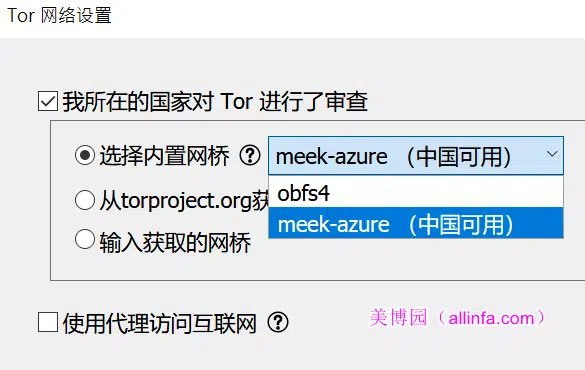 Tor 网络设置
我所在的国家对 Tor 进行了审查
选择内置网桥 ? meek-azure （中国可用）
obfs4
从torproject.org获
meek-azure （中国可用）
输入获取的网桥
使用代理访问互联网 ?
美博园（allinfa.com）